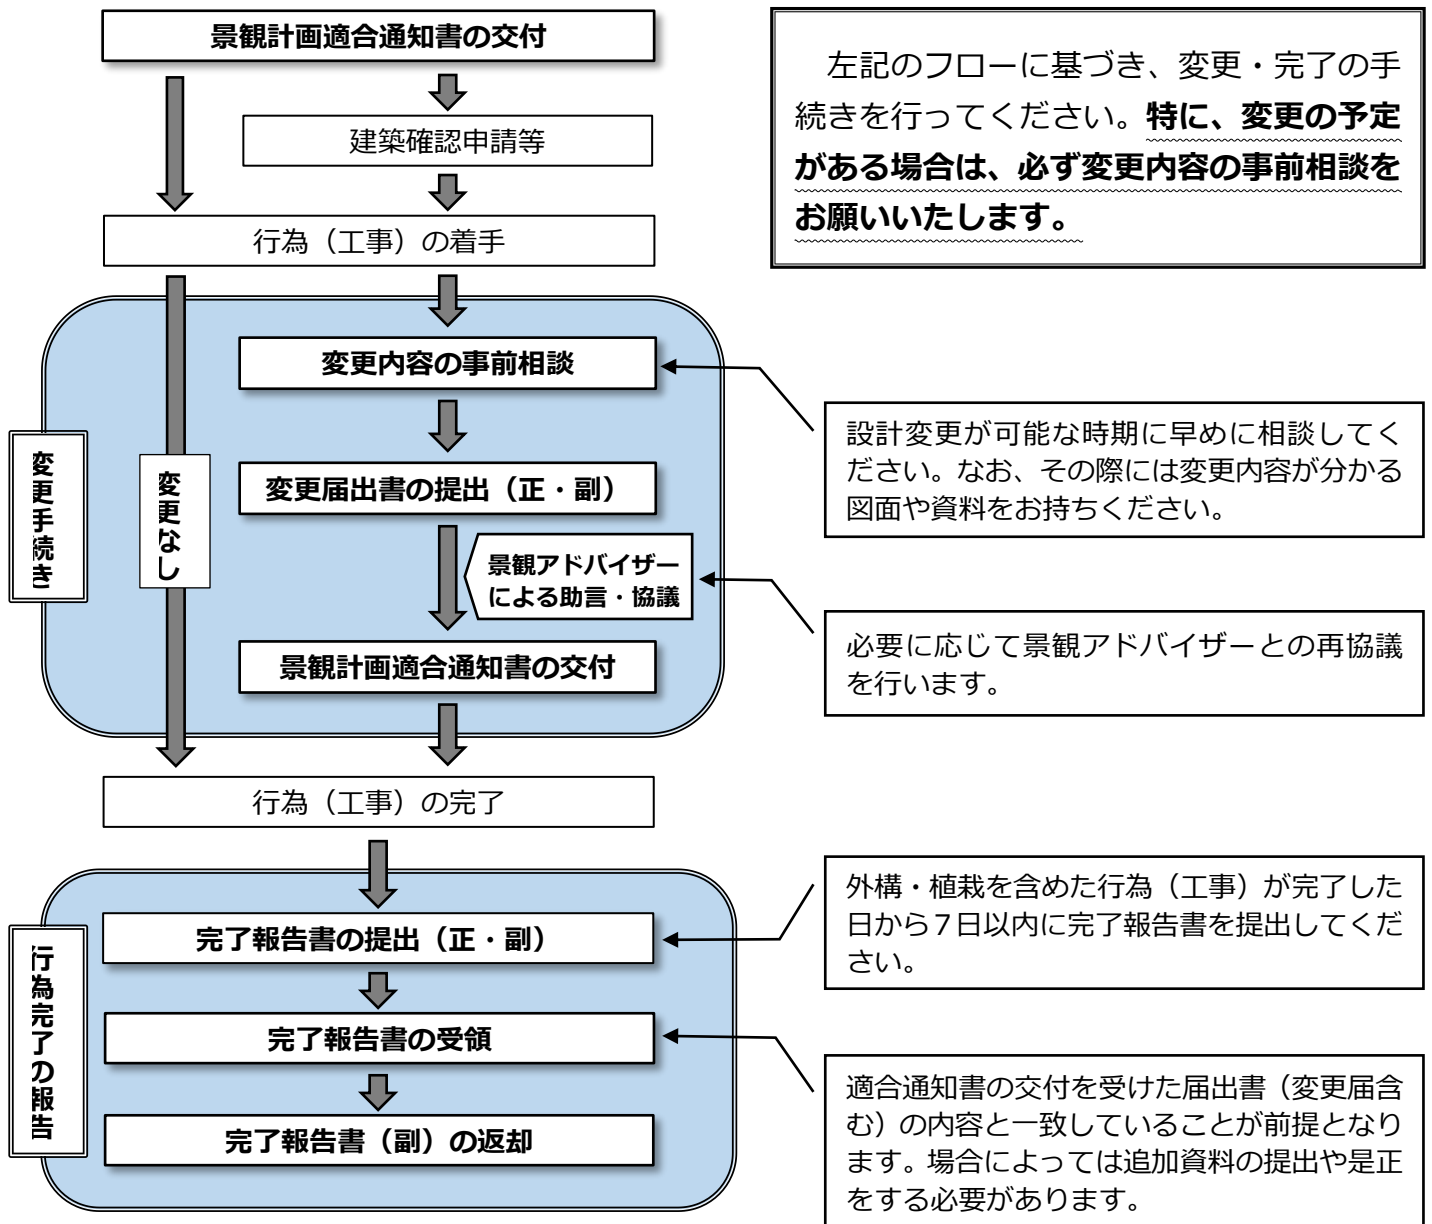 景観計画適合通知書の交付
左記のフローに基づき、変更・完了の手
続きを行ってください。特に、変更の予定
がある場合は、必ず変更内容の事前相談を
お願いいたします。
建築確認申請等
行為（工事）の着手
変更手続き
変更なし
変更内容の事前相談
設計変更が可能な時期に早めに相談してく
ださい。なお、その際には変更内容が分かる
図面や資料をお持ちください。
変更届出書の提出（正・副）
景観アドバイザー
による助言・協議
必要に応じて景観アドバイザーとの再協議
を行います。
景観計画適合通知書の交付
行為（工事）の完了
行為完了の報告
完了報告書の提出（正・副）
外構・植栽を含めた行為（工事）が完了した
日から７日以内に完了報告書を提出してくだ
さい。
完了報告書の受領
適合通知書の交付を受けた届出書（変更届含
む）の内容と一致していることが前提となり
ます。場合によっては追加資料の提出や是正
をする必要があります。
完了報告書（副）の返却